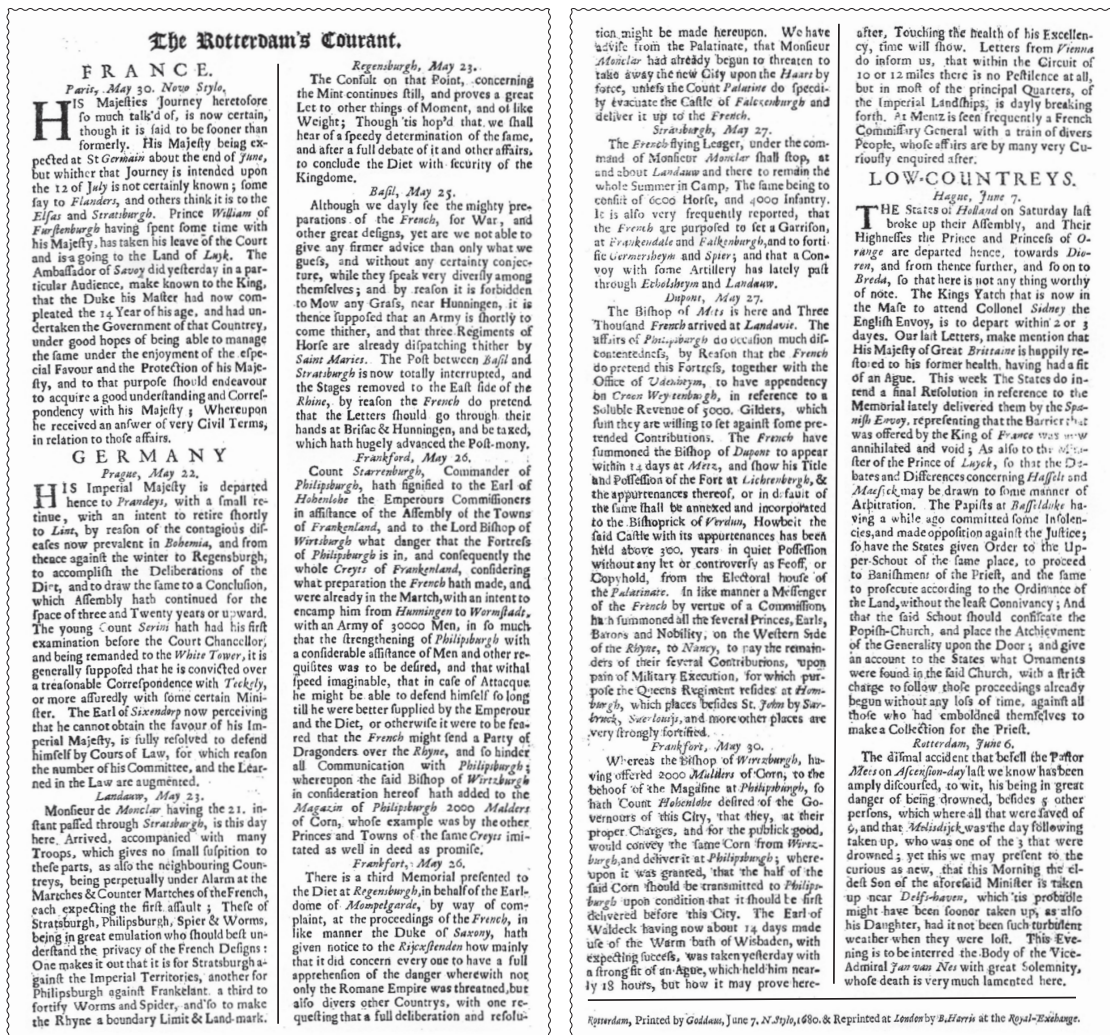 The Rotterdam's Courant.
FRANCE.
Paris, May 30. Novo Stylo.
HIS Majesties Journey heretofore
so much talk'd of, is now certain,
though it is said to be sooner than
formerly. His Majesty being ex-
pected at St Germain about the end of June,
but whither that Journey is intended upon
the 12 of July is not certainly known; some
say to Flanders, and others think it is to the
Elsas and Stratsburgh. Prince William of
Furstenburgh having spent some time with
his Majesty, has taken his leave of the Court
and is a going to the Land of Luyk. The
Ambassador of Savoy did yesterday in a par-
ticular Audience, make known to the King,
that the Duke his Master had now com-
pleated the 14 Year of his age, and had un-
dertaken the Government of that Countrey,
under good hopes of being able to manage
the same under the enjoyment of the espe-
cial Favour and the Protection of his Maje-
sty, and to that purpose should endeavour
to acquire a good understanding and Corres-
pondency with his Majesty; Whereupon
he received an answer of very Civil Terms,
in relation to those affairs.
GERMANY
Prague, May 22.
HIS Imperial Majesty is departed
hence to Prandeys, with a small re-
tinue, with an intent to retire shortly
to Lint, by reason of the contagious dis-
eases now prevalent in Bohemia, and from
thence against the winter to Regensburgh,
to accomplish the Deliberations of the
Diet, and to draw the same to a Conclusion,
which Assembly hath continued for the
space of three and Twenty years or upward.
The young Count Serini hath had his first
examination before the Court Chancellor,
and being remanded to the White Tower, it is
generally supposed that he is convicted over
a treasonable Correspondence with Teckely,
or more assuredly with some certain Mini-
ster. The Earl of Sixendorp now perceiving
that he cannot obtain the favour of his Im-
perial Majesty, is fully resolved to defend
himself by Cours of Law, for which reason
the number of his Committee, and the Lear-
ned in the Law are augmented.
Landauw, May 23.
Monsieur de Monclar having the 21. in-
stant passed through Stratsburgh, is this day
here Arrived, accompanied with many
Troops, which gives no small suspition to
these parts, as also the neighbouring Coun-
treys, being perpetually under Alarm at the
Martches & Counter Martches of the French,
each expecting the first assault; These of
Stratsburgh, Philipsburgh, Spier & Worms,
being in great emulation who should best un-
derstand the privacy of the French Designs:
One makes it out that it is for Stratsburgh a-
gainst the Imperial Territories, another for
Philipsburgh against Frankelant. a third to
fortify Worms and Spider, and so to make
the Rhyne a boundary Limit & Land-mark.
Regensburgh, May 23.
The Consult on that Point, concerning
the Mint continues still, and proves a great
Let to other things of Moment, and of like
Weight; Though 'tis hop'd that we shall
hear of a speedy determination of the same,
and after a full debate of it and other affairs,
to conclude the Diet with security of the
Kingdome.
Basil, May 25.
Although we dayly see the mighty pre-
parations of the French, for War, and
other great designs, yet are we not able to
give any firmer advice than only what we
guess, and without any certainty conjec-
ture, while they speak very diversly among
themselves; and by reason it is forbidden
to Mow any Grass, near Hunningen, it is
thence supposed that an Army is shortly to
come thither, and that three Regiments of
Horse are already dispatching thither by
Saint Maries. The Post between Basil and
Stratsburgh is now totally interrupted, and
the Stages removed to the East side of the
Rhine, by reason the French do pretend
that the Letters should go through their
hands at Brisac & Hunningen, and be taxed,
which hath hugely advanced the Post-mony.
Frankford, May 26.
Count Starrenburgh, Commander of
Philipsburgh, hath signified to the Earl of
Hohenlohe the Emperours Commissioners
in assistance of the Assembly of the Towns
of Frankenland, and to the Lord Bishop of
Wirtsburgh what danger that the Fortress
of Philipsburgh is in, and consequently the
whole Creyts of Frankenland, considering
what preparation the French hath made, and
were already in the Martch, with an intent to
encamp him from Hunningen to Wormstadt,
with an Army of 30000 Men, in so much
that the strengthening of Philipsburgh with
a considerable assistance of Men and other re-
quisites was to be desired, and that withal
speed imaginable, that in case of Attacque
he might be able to defend himself so long
till he were better supplied by the Emperour
and the Diet, or otherwise it were to be fea-
red that the French might send a Party of
Dragonders over the Rhyne, and so hinder
all Communication with Philipsburgh;
whereupon the said Bishop of Wirtzburgh
in consideration hereof hath added to the
Magazin of Philipsburgh 2000 Malders
of Corn, whose example was by the other
Princes and Towns of the same Creyts imi-
tated as well in deed as promise.
Frankfort, May 26.
There is a third Memorial presented to
the Diet at Regensburgh, in behalf of the Earl-
dome of Mompelgarde, by way of com-
plaint, at the proceedings of the French, in
like manner the Duke of Saxony, hath
given notice to the Rijcxstenden how mainly
that it did concern every one to have a full
apprehension of the danger wherewith not
only the Romane Empire was threatned, but
also divers other Countrys, with one re-
questing that a full deliberation and resolu-
tion might be made hereupon. We have
advise from the Palatinate, that Monsieur
Monclar had already begun to threaten to
take away the new City upon the Haart by
force, unless the Count Palatine do speedi-
ly evacuate the Castle of Falckenburgh and
deliver it up to the French.
Strasburgh, May 27.
The French flying Leager, under the com-
mand of Monsieur Monclar shall stop, at
and about Landauw and there to remain the
whole Summer in Camp, The same being to
consist of 6000 Horse, and 4000 Infantry.
It is also very frequently reported, that
the French are purposed to set a Garrison,
at Frankendale and Falkenburgh, and to forti-
fie Germersheym and Spier; and that a Con-
voy with some Artillery has lately past
through Echolsheym and Landauw.
Dupont, May 27.
The Bishop of Mets is here and Three
Thousand French arrived at Landavie. The
affairs of Philipsburgh do occasion much dis-
contentedness, by Reason that the French
do pretend this Fortress, together with the
Office of Udenheym, to have appendency
on Croon Weytenburgh, in reference to a
Soluble Revenue of 5000. Gilders, which
sum they are willing to set against some pre-
tended Contributions. The French have
summoned the Bishop of Dupont to appear
within 14 days at Metz, and show his Title
and Possession of the Fort at Lichrenbergh, &
the appurtenances thereof, or in default of
the same shall be annexed and incorporated
to the Bishoprick of Verdun, Howbeit the
said Castle with its appurtenances has been
held above 300, years in quiet Possession
without any let or controversy as Feoff, or
Copyhold, from the Electoral house of
the Palatinate. In like manner a Messenger
of the French by vertue of a Commission,
hath summoned all the several Princes, Earls,
Barons and Nobility, on the Western Side
of the Rhyne, to Nancy, to pay the remain-
ders of their several Contributions, upon
pain of Military Execution, for which pur-
pose the Queens Regiment resides at Hom-
burgh, which places besides St. John by Sar-
bruck, Saerlouis, and more other places are
very strongly fortified.
Frankfort, May 30.
Whereas the Bishop of Wirtzburgh, ha-
ving offered 2000 Mulders of Corn, to the
behoof of the Magasine at Philipsburgh, so
hath Count Hohenlohe desired of the Go-
vernours of this City, that they, at their
proper Charges, and for the publick good,
would convey the same Corn from Wirtz-
burgh, and deliver it at Philipsburgh; where-
upon it was granted, that the half of the
said Corn should be transmitted to Philips-
burgh upon condition that it should be first
delivered before this City. The Earl of
Waldeck having now about 14 days made
use of the Warm bath of Wisbaden, with
expecting success, was taken yesterday with
a strong fit of an Ague, which held him near-
ly 18 hours, but how it may prove here-
after, Touching the health of his Excellen-
cy, time will show. Letters from Vienna
do inform us, that within the Circuit of
10 or 12 miles there is no Pestilence at all,
but in most of the principal Quarters, of
the Imperial Landships, is dayly breaking
forth. At Mentz is seen frequently a French
Commissary General with a train of divers
People, whose affairs are by many very Cu-
riously enquired after.
LOW-COUNTREYS.
Hague, June 7.
THE States of Holland on Saturday last
broke up their Assembly, and Their
Highnesses the Prince and Princess of O-
range are departed hence, towards Die-
ren, and from thence further, and so on to
Breda, so that here is not any thing worthy
of note. The Kings Yatch that is now in
the Mase to attend Collonel Sidney the
English Envoy, is to depart within 2 or 3
dayes. Our last Letters, make mention that
His Majesty of Great Brittaine is happily re-
stored to his former health, having had a fit
of an Ague. This week The States do in-
tend a final Resolution in reference to the
Memorial lately delivered them by the Spa-
nish Envoy, representing that the Barrier that
was offered by the King of France was now
annihilated and void; As also to the Mini-
ster of the Prince of Luyck, so that the De-
bates and Differences concerning Hasselt and
Maesick may be drawn to some manner of
Arbitration. The Papists at Basselduke ha-
ving a while ago committed some Insolen-
cies, and made opposition against the Justice;
so have the States given Order to the Up-
per-Schout of the same place, to proceed
to Banishment of the Priest, and the same
to prosecute according to the Ordinance of
the Land, without the least Connivancy; And
that the said Schout should confiscate the
Popish-Church, and place the Atchievment
of the Generality upon the Door; and give
an account to the States what Ornaments
were found in the said Church, with a strict
charge to follow those proceedings already
begun without any loss of time, against all
those who had emboldned themselves to
make a Collection for the Priest.
Rotterdam, June 6.
The dismal accident that befell the Pastor
Mets on Ascension-day last we know has been
amply discoursed, to wit, his being in great
danger of being drowned, besides 5 other
persons, which where all that were saved of
9, and that Molisdijck was the day following
taken up, who was one of the 3 that were
drowned; yet this we may present to the
curious as new, that this Morning the el-
dest Son of the aforesaid Minister is taken
up near Delfs-haven, which 'tis probable
might have been soonor taken up, as also
his Daughter, had it not been such turbulent
weather when they were lost. This Eve-
ning is to be interred the Body of the Vice-
Admiral Jan van Nes with great Solemnity,
whose death is very much lamented here.
Rotterdam, Printed by Goddam, June 7. N. Stylo, 1680. & Reprinted at London by B. Harris at the Royal-Exchange.